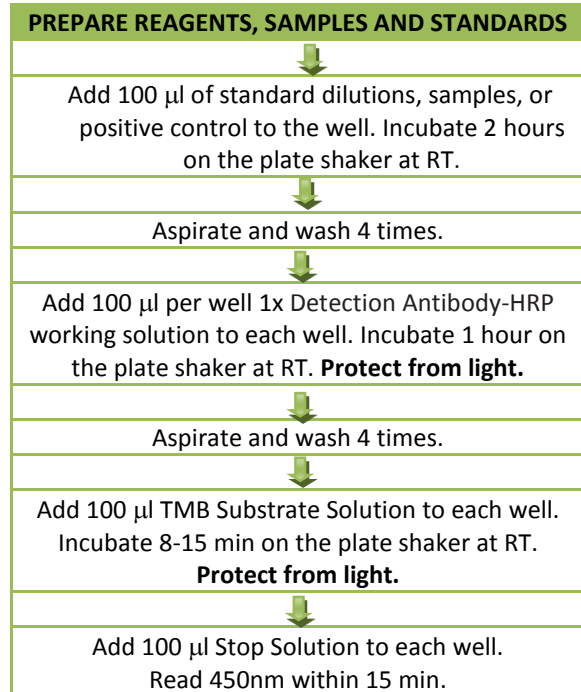 PREPARE REAGENTS, SAMPLES AND STANDARDS
Add 100 µl of standard dilutions, samples, or
positive control to the well. Incubate 2 hours
on the plate shaker at RT.
Aspirate and wash 4 times.
Add 100 µl per well 1x Detection Antibody-HRP
working solution to each well. Incubate 1 hour on
the plate shaker at RT. Protect from light.
Aspirate and wash 4 times.
Add 100 µl TMB Substrate Solution to each well.
Incubate 8-15 min on the plate shaker at RT.
Protect from light.
Add 100 µl Stop Solution to each well.
Read 450nm within 15 min.